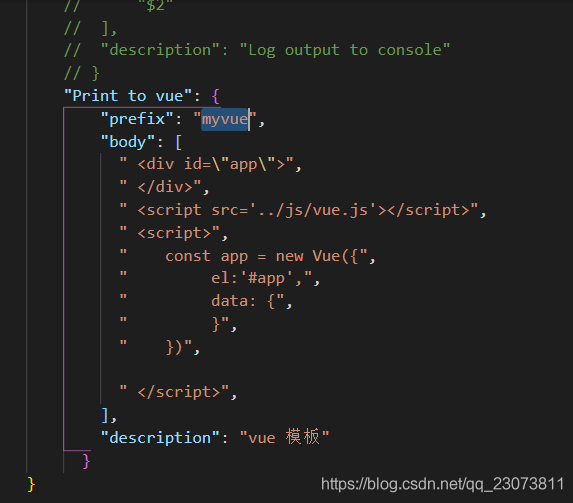 //      "$2"
//  ],
//  "description": "Log output to console"
// }
"Print to vue": {
    "prefix": "myvue",
    "body": [
      " <div id=\"app\">",
      " </div>",
      " <script src='../js/vue.js'></script>",
      " <script>",
      "    const app = new Vue({",
      "         el:'#app',",
      "         data: {",
      "         }",
      "    })",
      " </script>",
    ],
    "description": "vue 模板"
  }
}
https://blog.csdn.net/qq_23073811